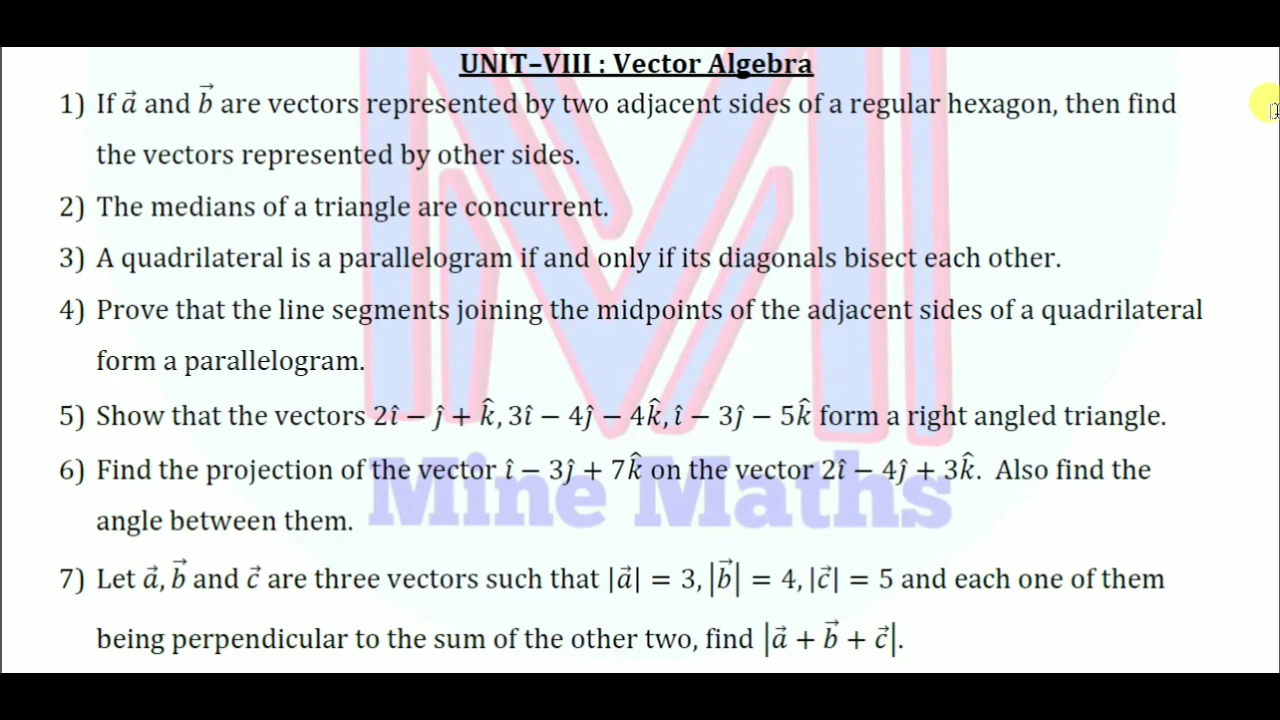 UNIT–VIII : Vector Algebra
1) If a⃗ and b⃗ are vectors represented by two adjacent sides of a regular hexagon, then find
the vectors represented by other sides.
2) The medians of a triangle are concurrent.
3) A quadrilateral is a parallelogram if and only if its diagonals bisect each other.
4) Prove that the line segments joining the midpoints of the adjacent sides of a quadrilateral
form a parallelogram.
5) Show that the vectors 2î − ĵ + k̂, 3î − 4ĵ − 4k̂, î − 3ĵ − 5k̂ form a right angled triangle.
6) Find the projection of the vector î − 3ĵ + 7k̂ on the vector 2î − 4ĵ + 3k̂. Also find the
angle between them.
7) Let a⃗, b⃗ and c⃗ are three vectors such that |a⃗| = 3, |b⃗| = 4, |c⃗| = 5 and each one of them
being perpendicular to the sum of the other two, find |a⃗ + b⃗ + c⃗|.
Mine Maths